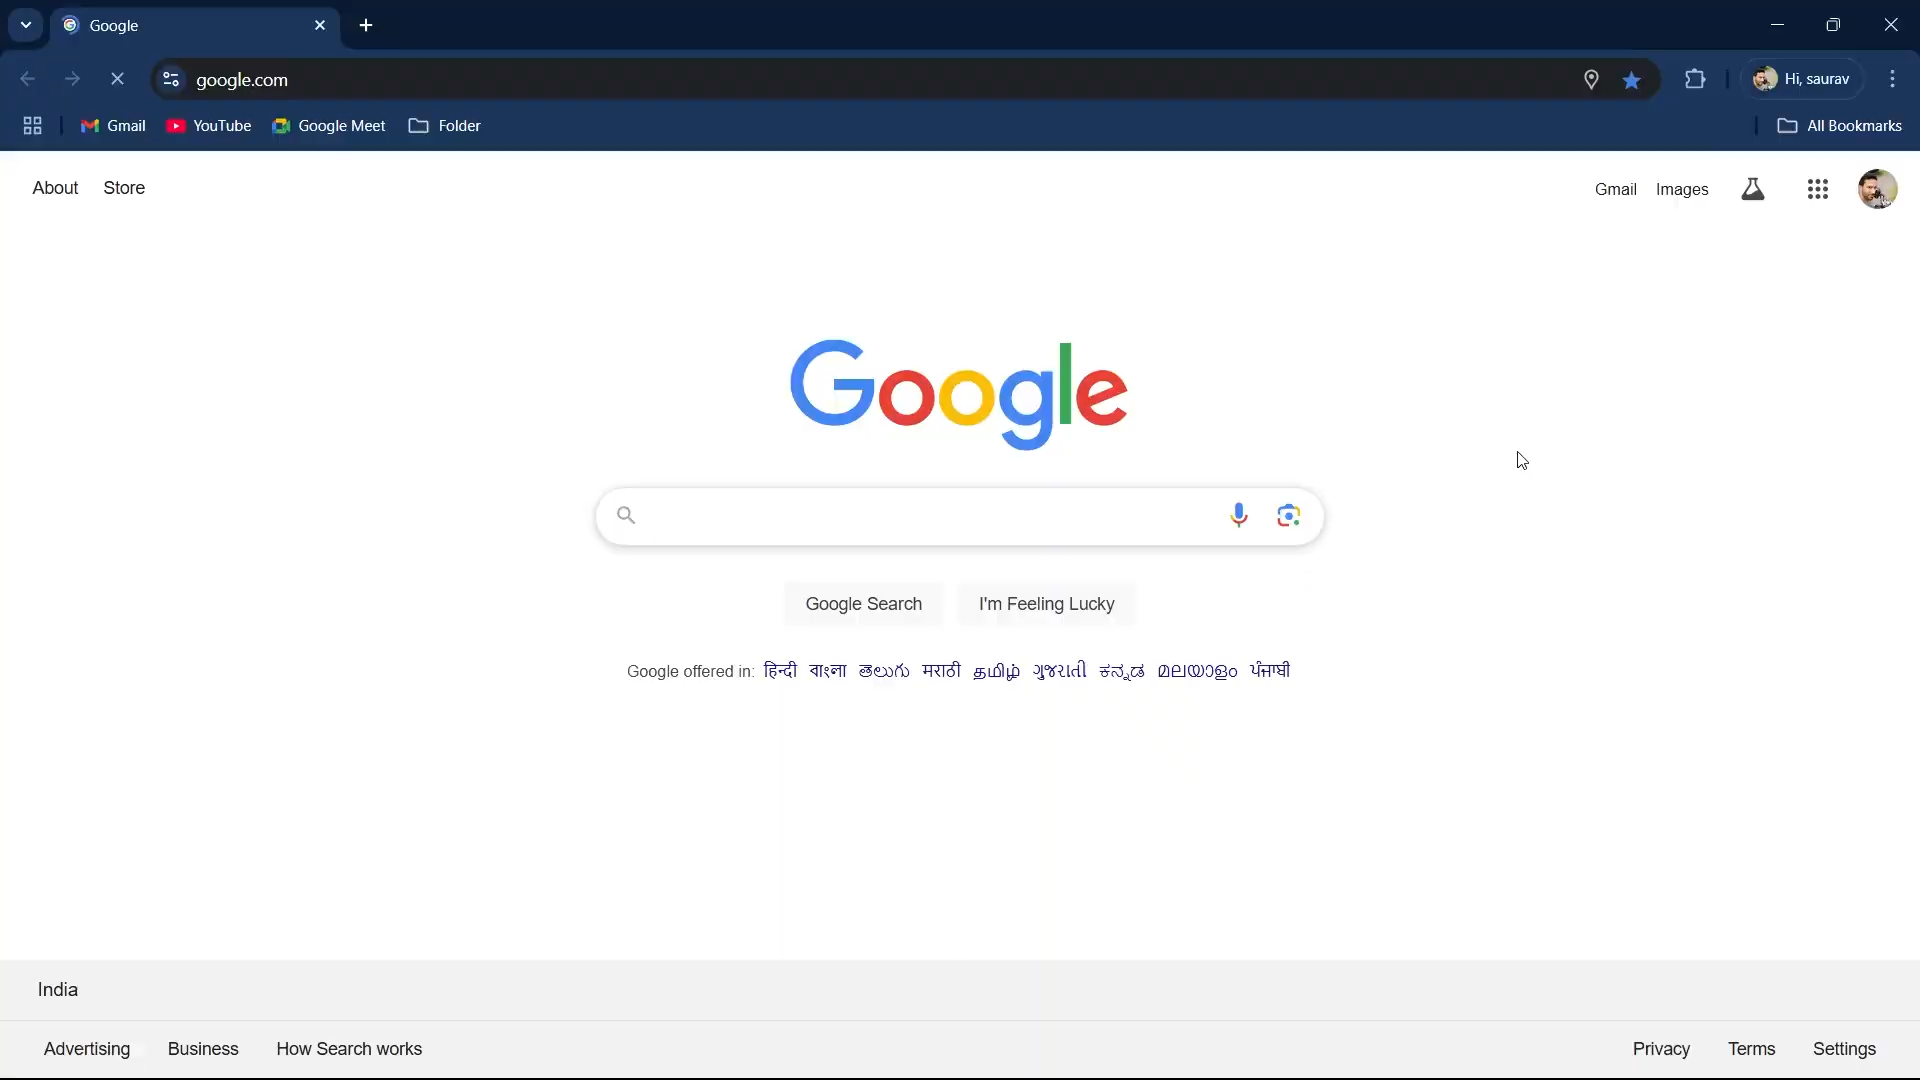 Google
google.com
Hi, saurav
Gmail YouTube Google Meet Folder All Bookmarks
About Store Gmail Images
Google
Google Search I'm Feeling Lucky
Google offered in: हिन्दी বাংলা తెలుగు मराठी தமிழ் ગુજરાતી ಕನ್ನಡ മലയാളം ਪੰਜਾਬੀ
India
Advertising Business How Search works Privacy Terms Settings